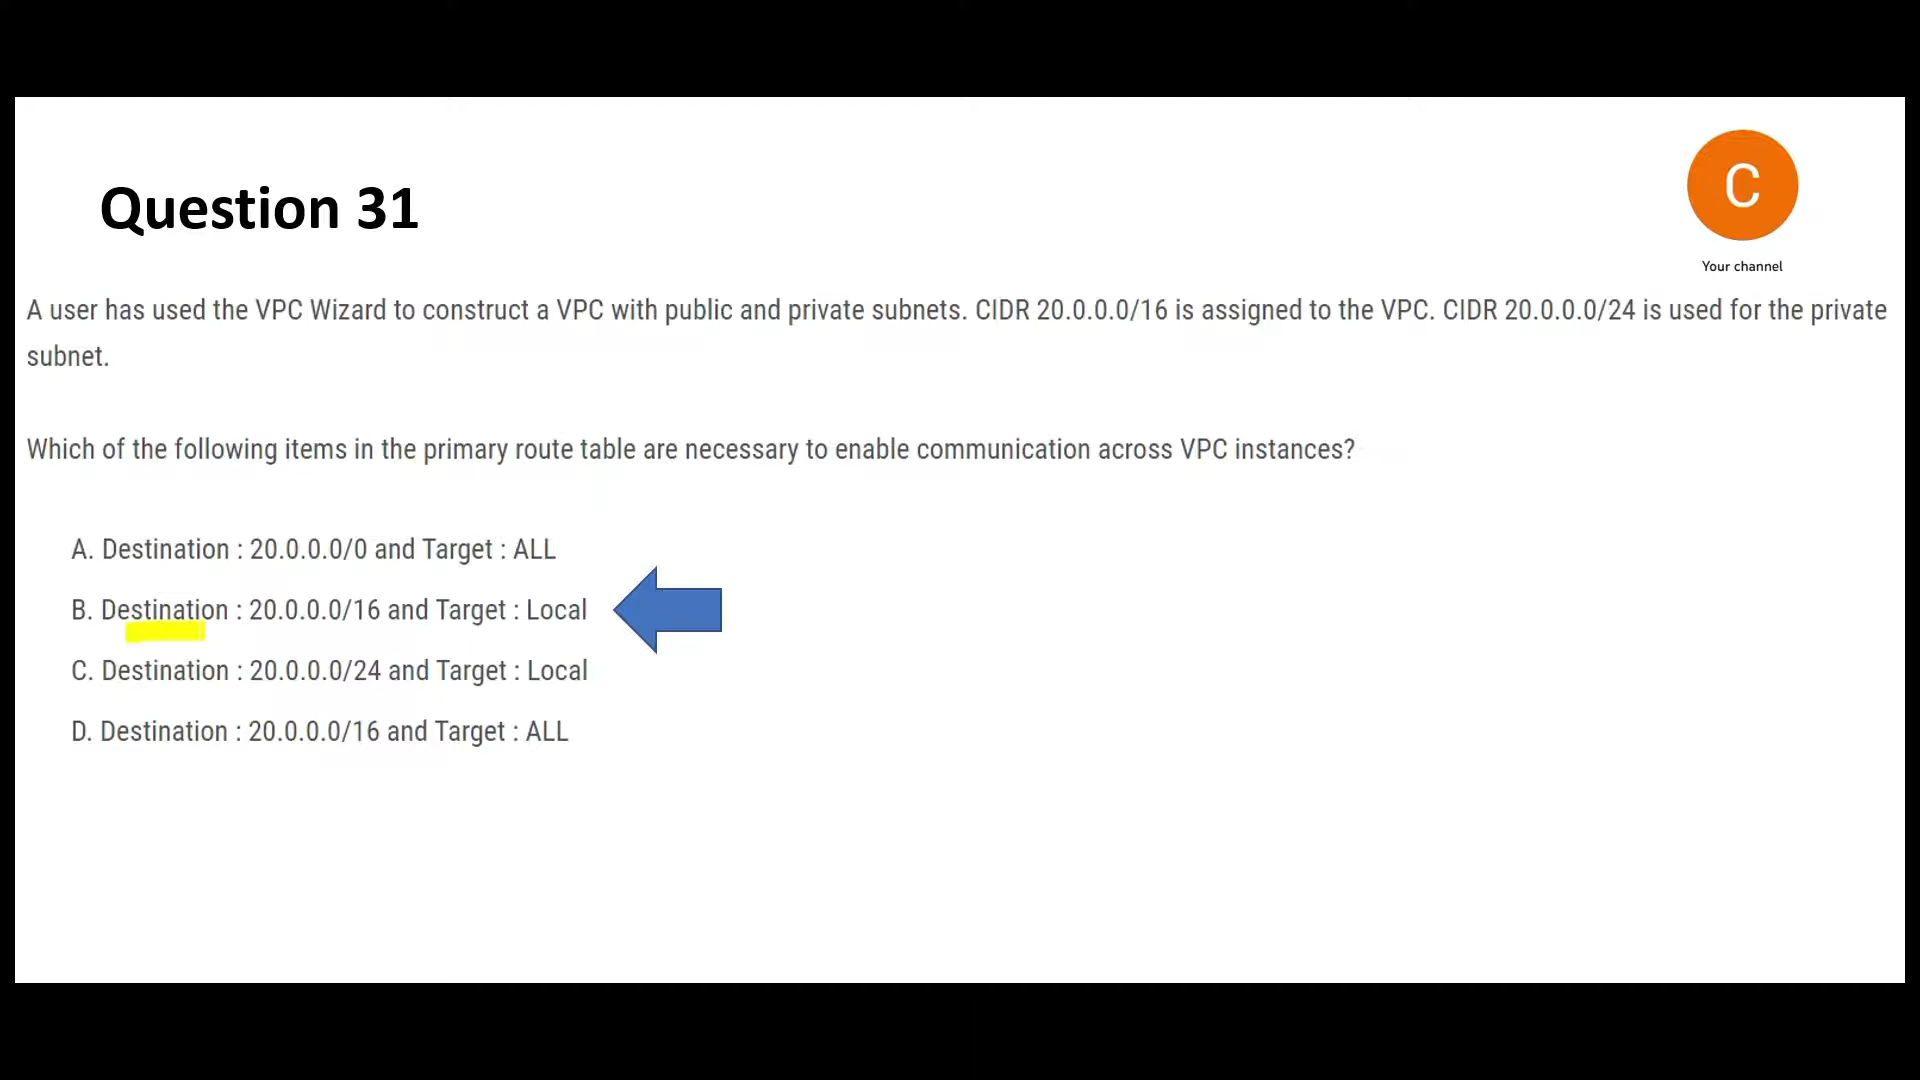 C
Your channel
Question 31
A user has used the VPC Wizard to construct a VPC with public and private subnets. CIDR 20.0.0.0/16 is assigned to the VPC. CIDR 20.0.0.0/24 is used for the private
subnet.
Which of the following items in the primary route table are necessary to enable communication across VPC instances?
A. Destination : 20.0.0.0/0 and Target : ALL
B. Destination : 20.0.0.0/16 and Target : Local
C. Destination : 20.0.0.0/24 and Target : Local
D. Destination : 20.0.0.0/16 and Target : ALL